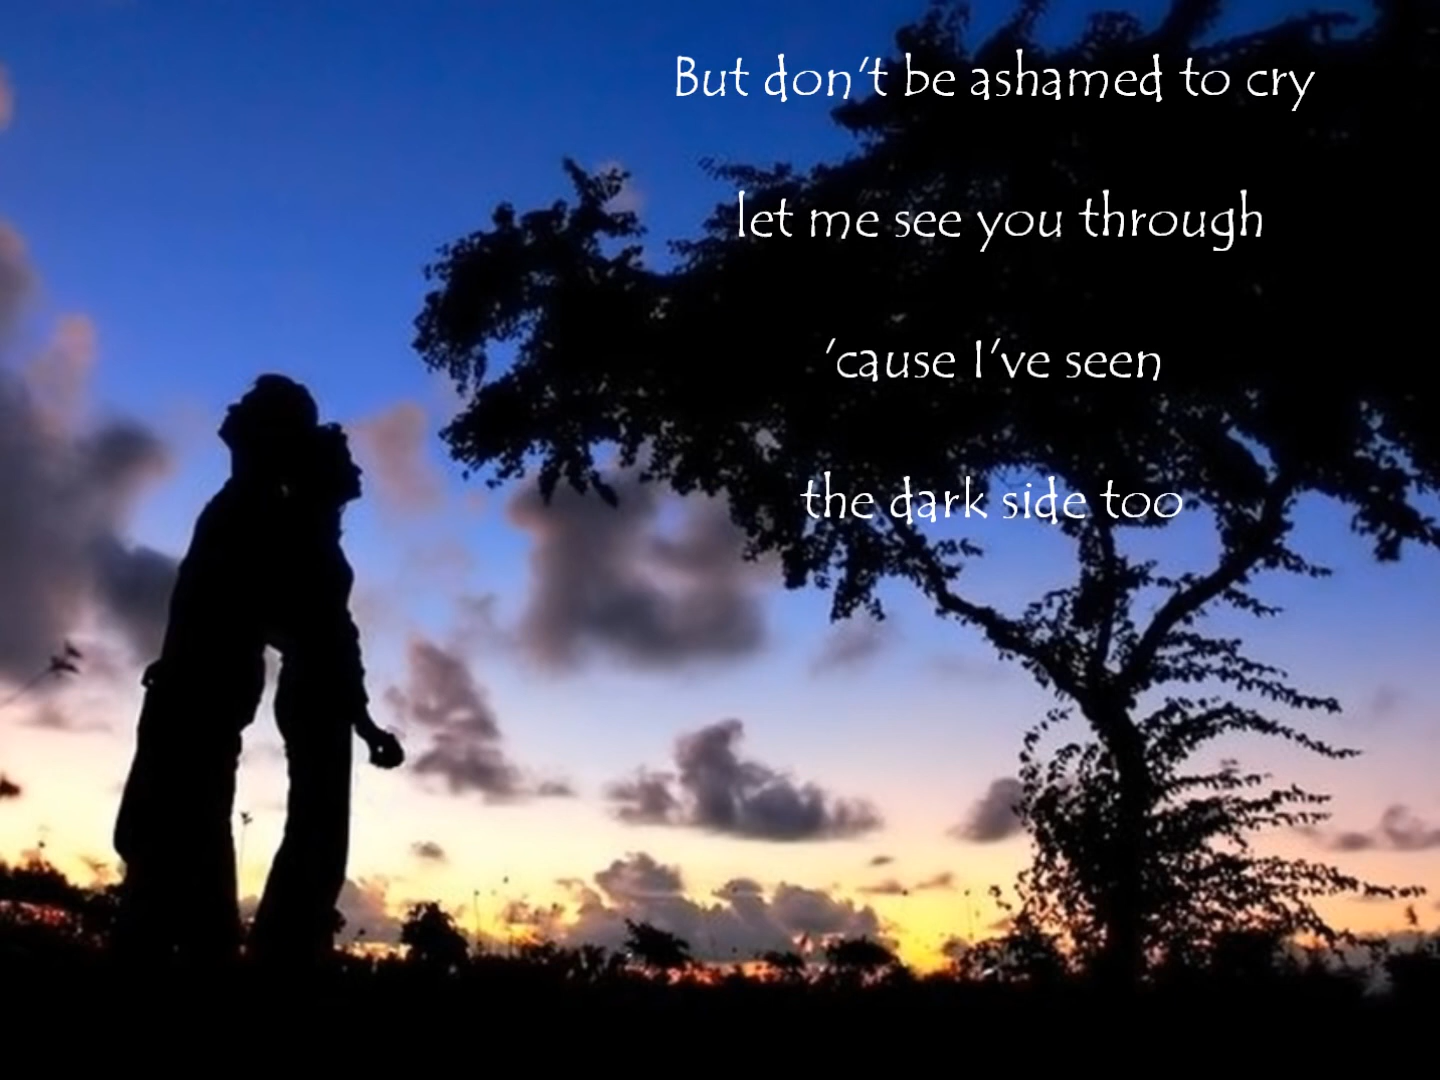 But don't be ashamed to cry
let me see you through
'cause I've seen
the dark side too